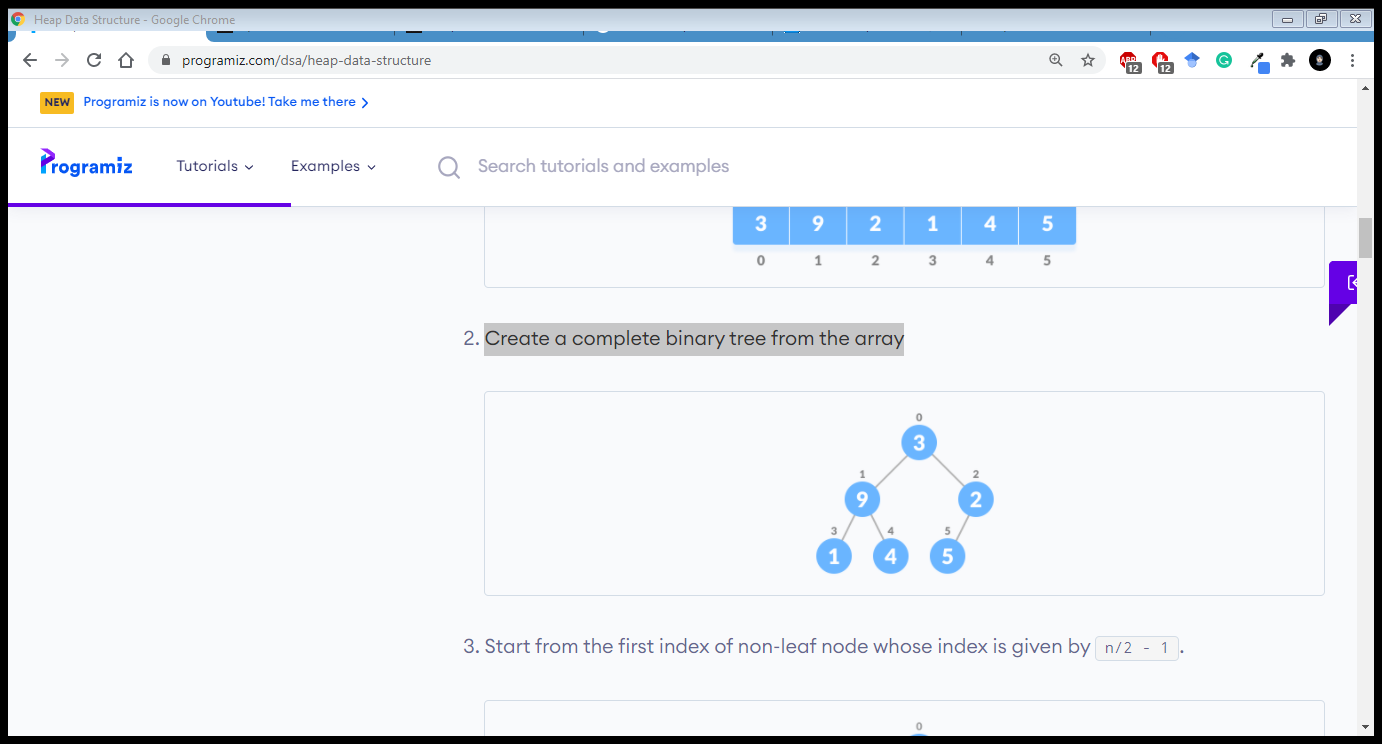 Heap Data Structure - Google Chrome
programiz.com/dsa/heap-data-structure
ABP 12 12
NEW Programiz is now on Youtube! Take me there
Programiz Tutorials Examples Search tutorials and examples
3 9 2 1 4 5
0 1 2 3 4 5
2. Create a complete binary tree from the array
0
3
1 2
9 2
3 4 5
1 4 5
3. Start from the first index of non-leaf node whose index is given by n/2 - 1.
0